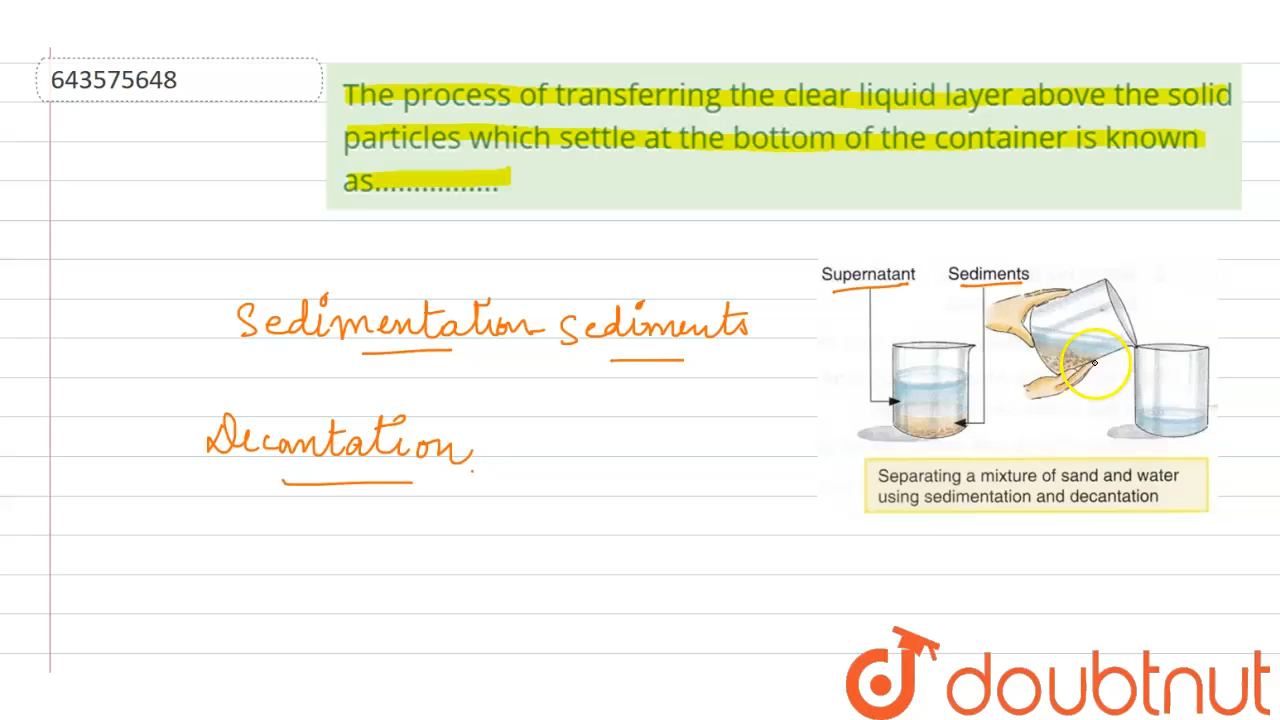 643575648
The process of transferring the clear liquid layer above the solid
particles which settle at the bottom of the container is known
as.................
Supernatant Sediments
Sedimentation Sediments
Decantation.
Separating a mixture of sand and water
using sedimentation and decantation
doubtnut